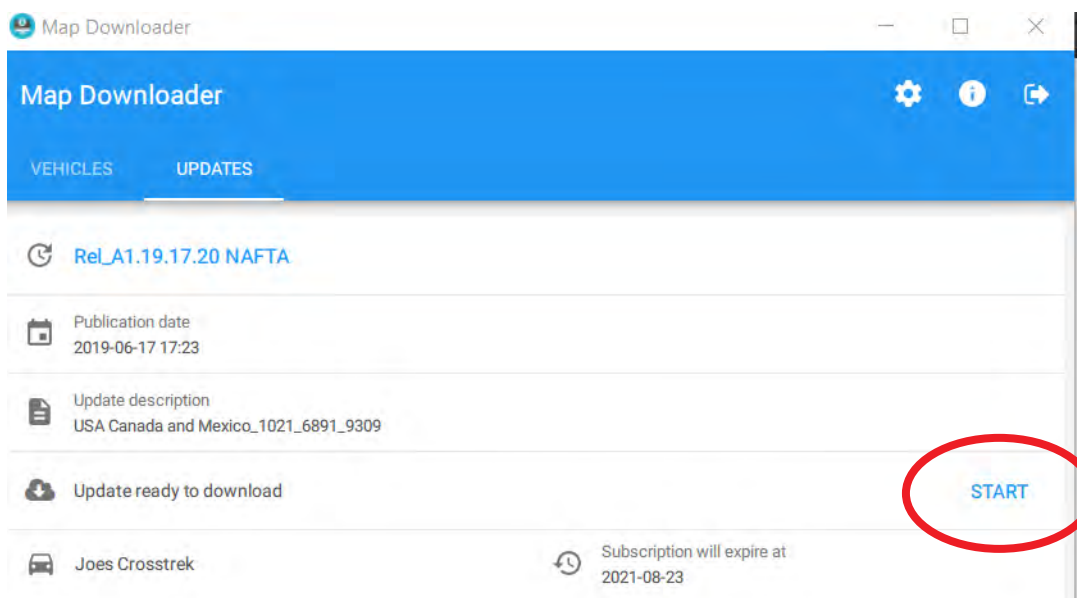 Map Downloader
Map Downloader
VEHICLES UPDATES
Rel_A1.19.17.20 NAFTA
Publication date
2019-06-17 17:23
Update description
USA Canada and Mexico_1021_6891_9309
Update ready to download START
Joes Crosstrek
Subscription will expire at
2021-08-23